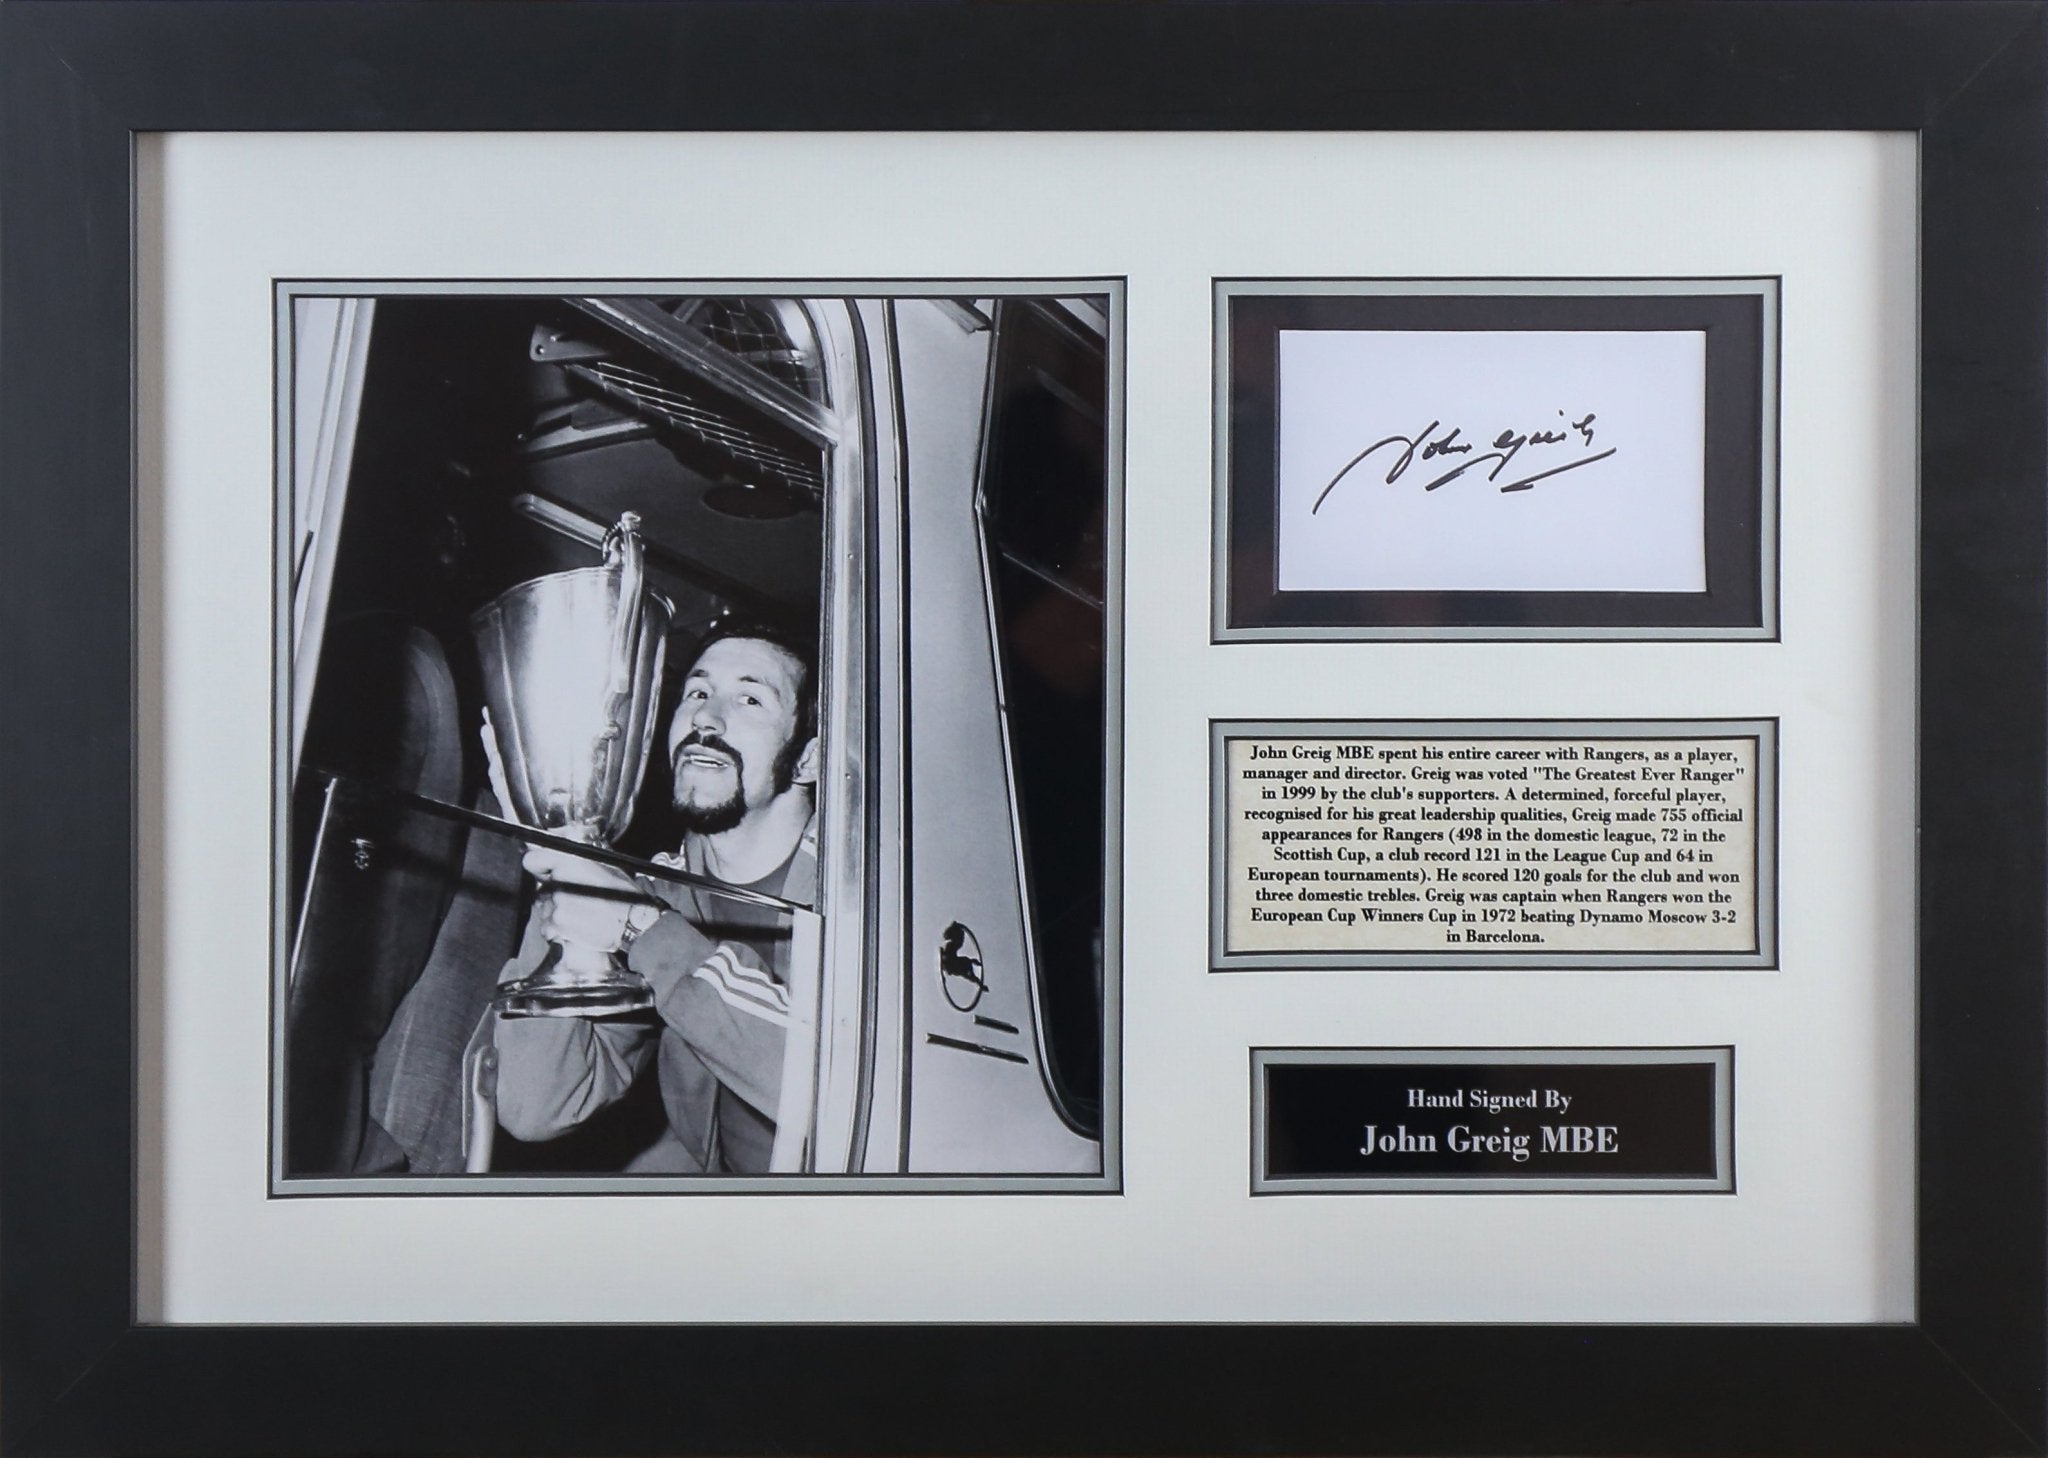 John Greig
John Greig MBE spent his entire career with Rangers, as a player,
manager and director. Greig was voted "The Greatest Ever Ranger"
in 1999 by the club's supporters. A determined, forceful player,
recognised for his great leadership qualities, Greig made 755 official
appearances for Rangers (498 in the domestic league, 72 in the
Scottish Cup, a club record 121 in the League Cup and 64 in
European tournaments). He scored 120 goals for the club and won
three domestic trebles. Greig was captain when Rangers won the
European Cup Winners Cup in 1972 beating Dynamo Moscow 3-2
in Barcelona.
Hand Signed By
John Greig MBE